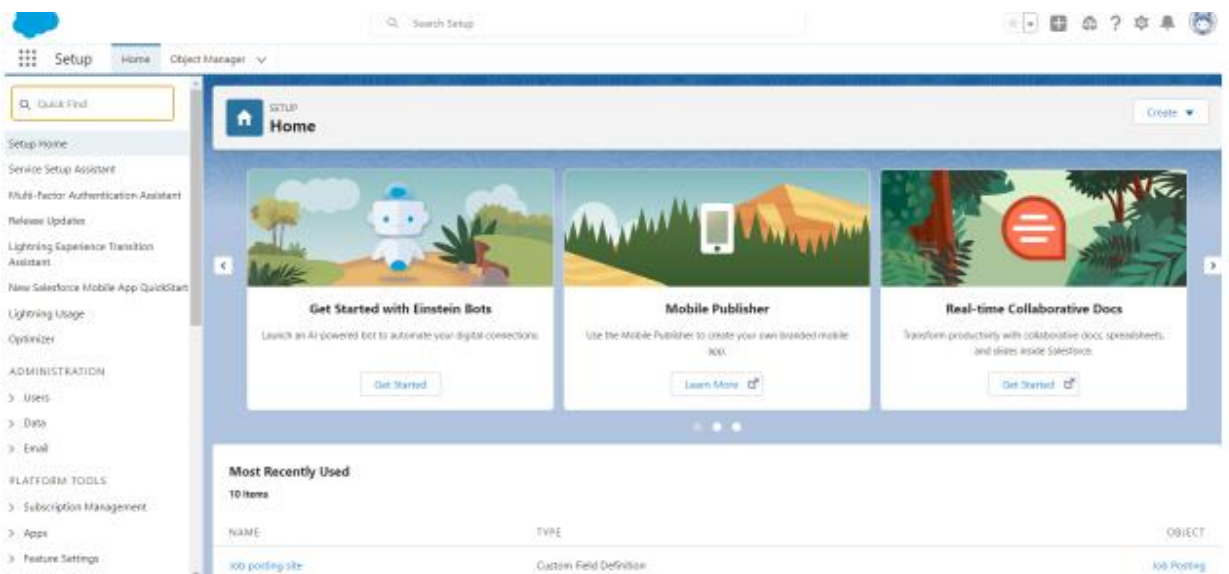 Search Setup
Setup
Home
Object Manager
Quick Find
Setup Home
Service Setup Assistant
Multi-Factor Authentication Assistant
Release Updates
Lightning Experience Transition
Assistant
New Salesforce Mobile App QuickStart
Lightning Usage
Optimizer
ADMINISTRATION
Users
Data
Email
PLATFORM TOOLS
Subscription Management
Apps
Feature Settings
SETUP
Home
Create
Get Started with Einstein Bots
Launch an AI-powered bot to automate your digital connections.
Get Started
Mobile Publisher
Use the Mobile Publisher to create your own branded mobile
app.
Learn More
Real-time Collaborative Docs
Transform productivity with collaborative docs, spreadsheets,
and slides inside Salesforce.
Get Started
Most Recently Used
10 items
NAME
TYPE
OBJECT
Job posting site
Custom Field Definition
Job Posting